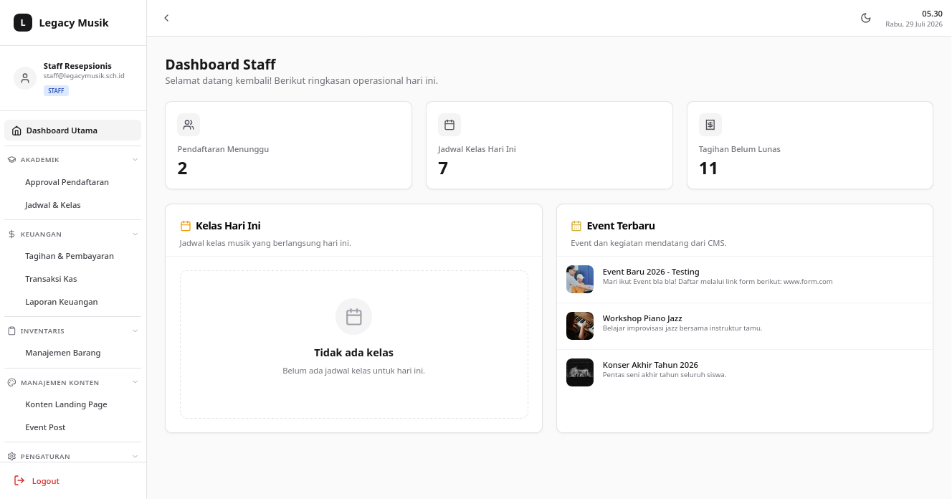 L Legacy Musik
Staff Resepsionis
staff@legacymusik.sch.id
STAFF
Dashboard Utama
AKADEMIK
Approval Pendaftaran
Jadwal & Kelas
KEUANGAN
Tagihan & Pembayaran
Transaksi Kas
Laporan Keuangan
INVENTARIS
Manajemen Barang
MANAJEMEN KONTEN
Konten Landing Page
Event Post
PENGATURAN
Logout
05.30
Rabu, 29 Juli 2026
Dashboard Staff
Selamat datang kembali! Berikut ringkasan operasional hari ini.
Pendaftaran Menunggu
2
Jadwal Kelas Hari Ini
7
Tagihan Belum Lunas
11
Kelas Hari Ini
Jadwal kelas musik yang berlangsung hari ini.
Tidak ada kelas
Belum ada jadwal kelas untuk hari ini.
Event Terbaru
Event dan kegiatan mendatang dari CMS.
Event Baru 2026 - Testing
Mari ikut Event bla bla! Daftar melalui link form berikut: www.form.com
Workshop Piano Jazz
Belajar improvisasi jazz bersama instruktur tamu.
Konser Akhir Tahun 2026
Pentas seni akhir tahun seluruh siswa.